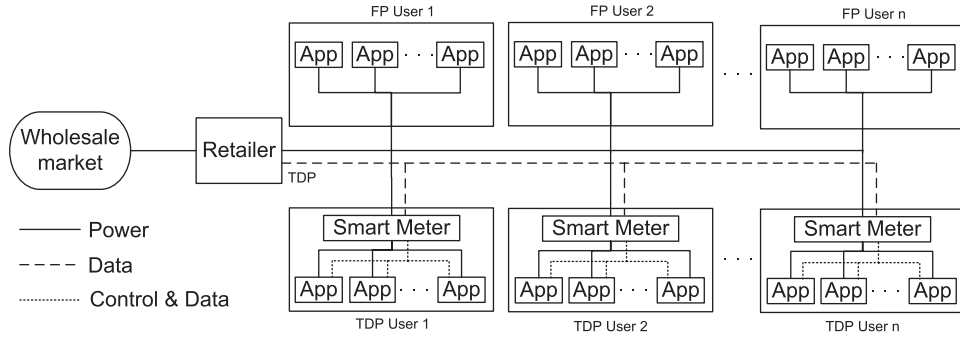 FP User 1
FP User 2
FP User n
App App · · · App
App App · · · App
App App · · · App
· · ·
Wholesale
market
Retailer
TDP
Smart Meter
Smart Meter
Smart Meter
Power
Data
Control & Data
App App · · · App
App App · · · App
· · ·
App App · · · App
TDP User 1
TDP User 2
TDP User n